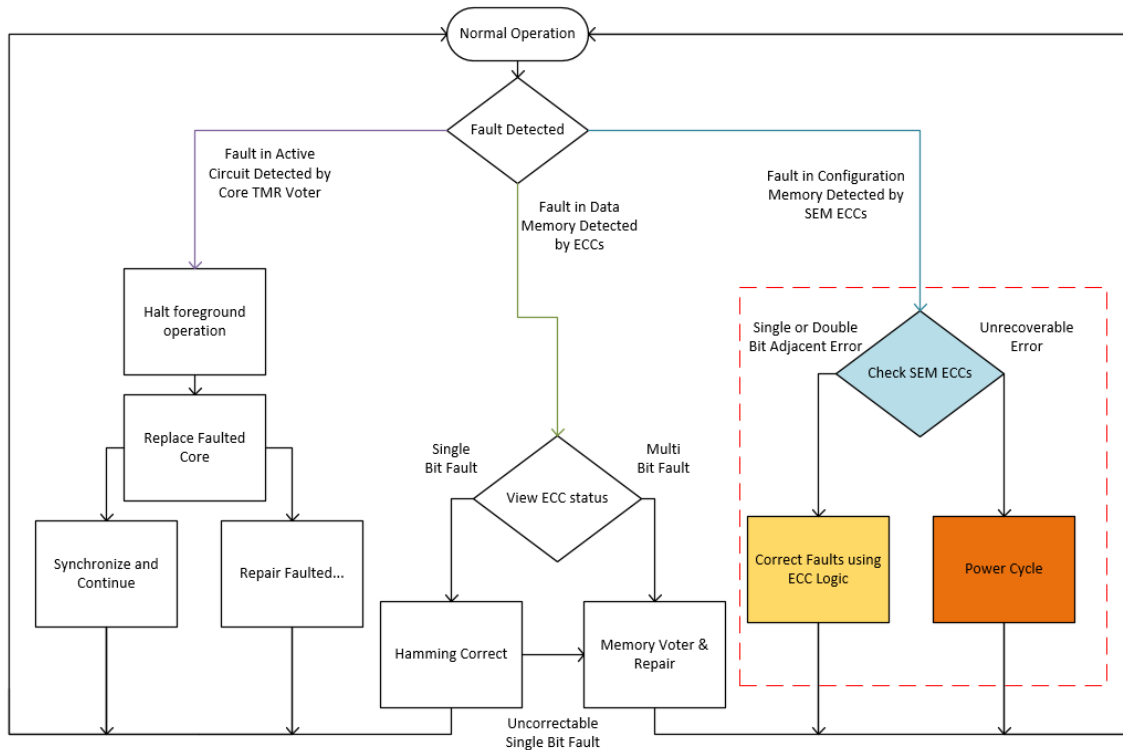 Normal Operation
Fault Detected
Fault in Active
Circuit Detected by
Core TMR Voter
Fault in Data
Memory Detected
by ECCs
Fault in Configuration
Memory Detected by
SEM ECCs
Halt foreground
operation
Single or Double
Bit Adjacent Error
Unrecoverable
Error
Check SEM ECCs
Replace Faulted
Core
Single
Bit Fault
Multi
Bit Fault
View ECC status
Synchronize and
Continue
Repair Faulted...
Correct Faults using
ECC Logic
Power Cycle
Hamming Correct
Memory Voter &
Repair
Uncorrectable
Single Bit Fault